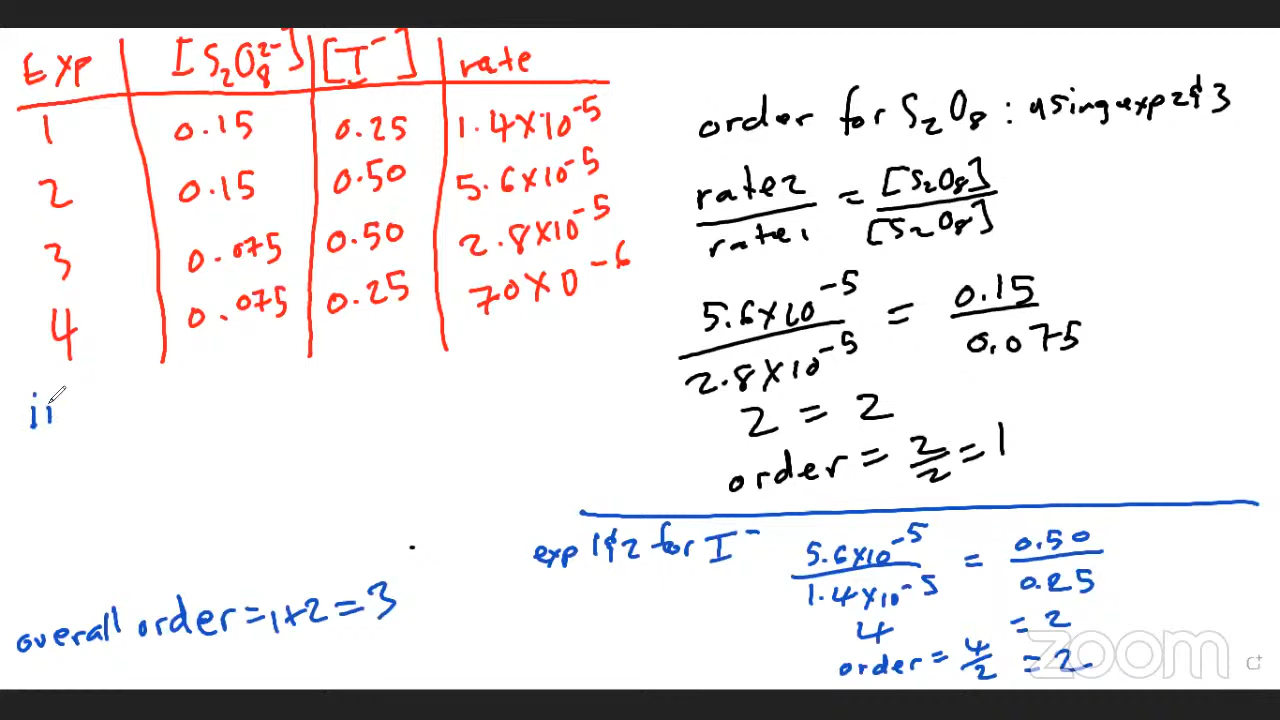 Exp [S₂O₈²⁻] [I⁻] rate
1 0.15 0.25 1.4×10⁻⁵
2 0.15 0.50 5.6×10⁻⁵
3 0.075 0.50 2.8×10⁻⁵
4 0.075 0.25 70×0⁻⁶
ii
overall order = 1+2 = 3
order for S₂O₈ : using exp 2&3
rate2 / rate1 = [S₂O₈] / [S₂O₈]
5.6×10⁻⁵ / 2.8×10⁻⁵ = 0.15 / 0.075
2 = 2
order = 2/2 = 1
exp 1&2 for I⁻ 5.6×10⁻⁵ / 1.4×10⁻⁵ = 0.50 / 0.25
4 = 2
order = 4/2 = 2
zoom